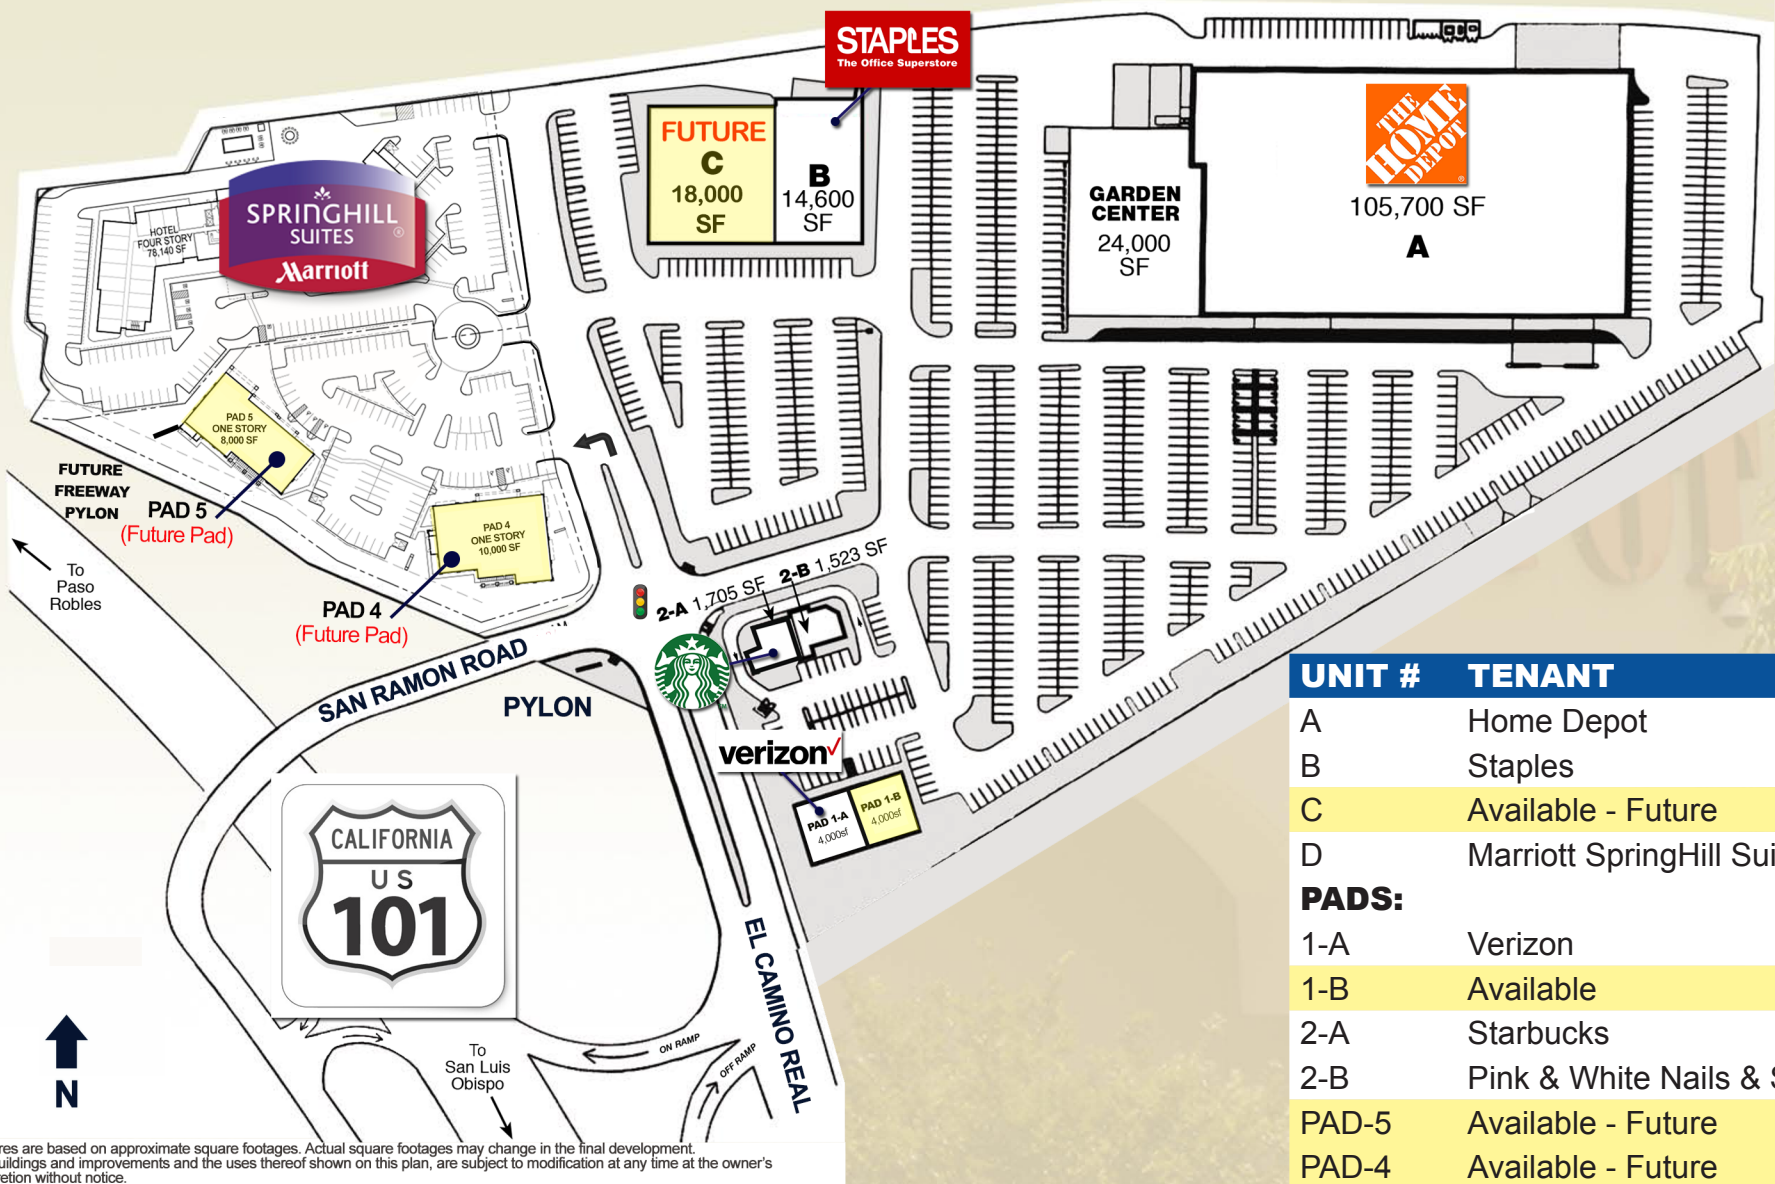 STAPLES
The Office Superstore
FUTURE
C
18,000
SF
B
14,600
SF
THE
HOME
DEPOT
105,700 SF
A
GARDEN
CENTER
24,000
SF
HOTEL
FOUR STORY
78,140 SF
SPRINGHILL
SUITES
Marriott
PAD 5
ONE STORY
8,000 SF
FUTURE
FREEWAY
PYLON
PAD 5
(Future Pad)
PAD 4
ONE STORY
10,000 SF
PAD 4
(Future Pad)
To
Paso
Robles
2-A 1,705 SF
2-B 1,523 SF
SAN RAMON ROAD
PYLON
verizon
PAD 1-A
4,000sf
PAD 1-B
4,000sf
CALIFORNIA
US
101
EL CAMINO REAL
ON RAMP
OFF RAMP
To
San Luis
Obispo
N
UNIT # TENANT
A Home Depot
B Staples
C Available - Future
D Marriott SpringHill Sui
PADS:
1-A Verizon
1-B Available
2-A Starbucks
2-B Pink & White Nails & S
PAD-5 Available - Future
PAD-4 Available - Future
res are based on approximate square footages. Actual square footages may change in the final development.
uildings and improvements and the uses thereof shown on this plan, are subject to modification at any time at the owner's
retion without notice.